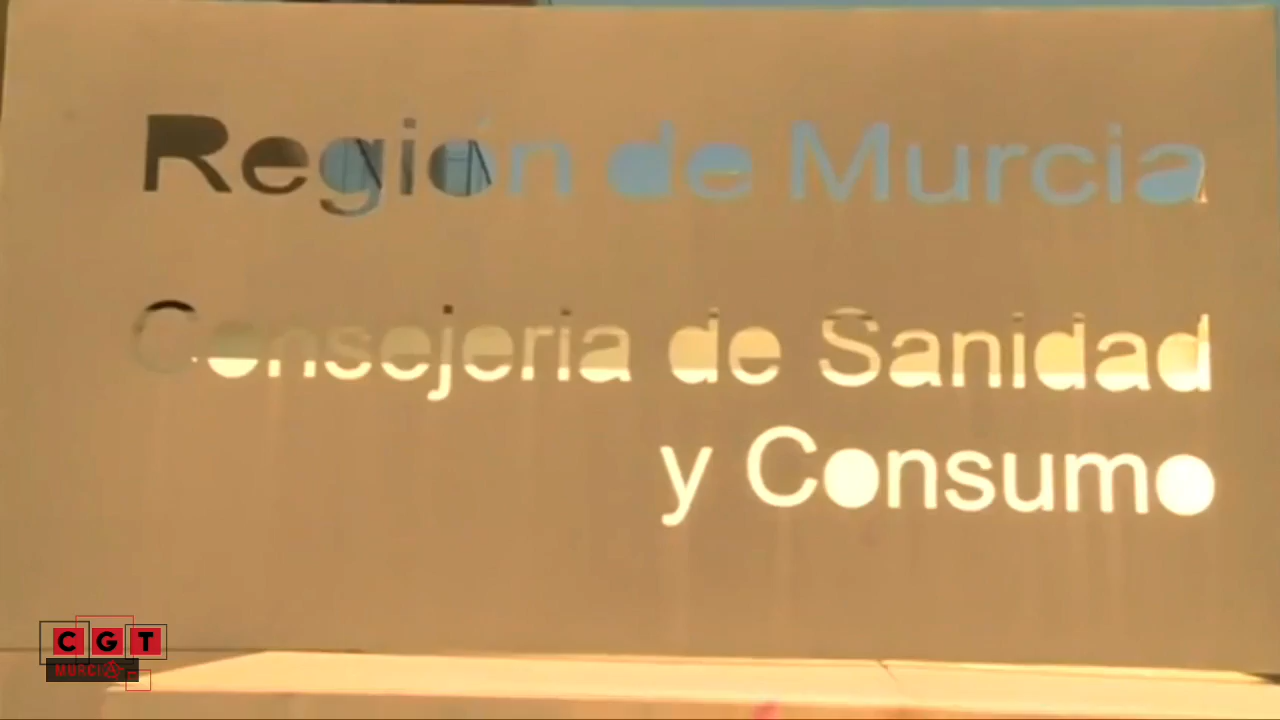 Región de Murcia
Consejeria de Sanidad
y Consumo
CGT
MURCIA